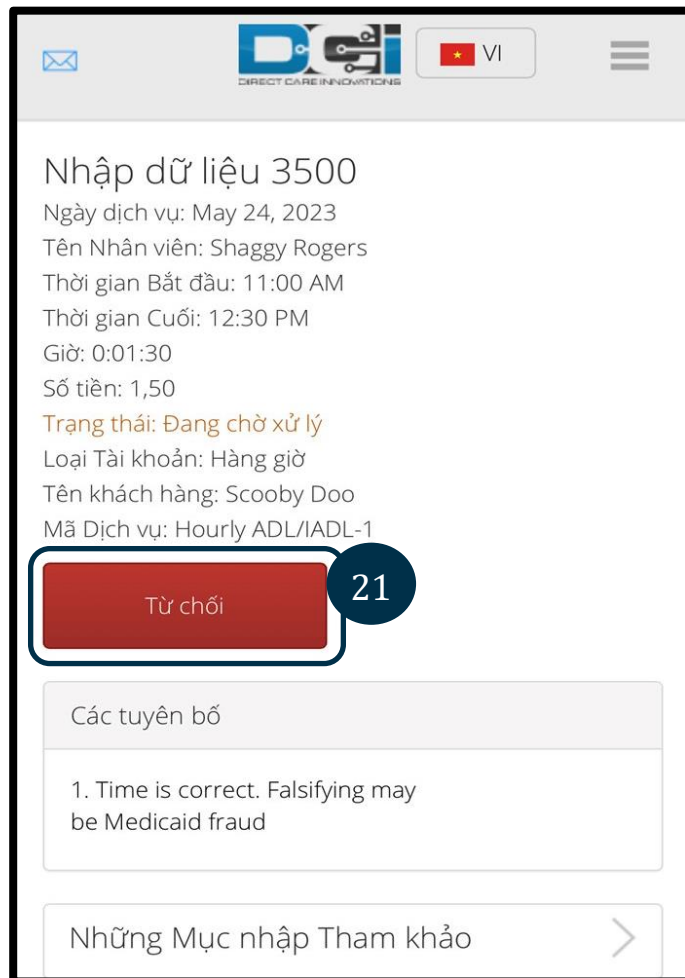 DCi
DIRECT CARE INNOVATIONS
VI
Nhập dữ liệu 3500
Ngày dịch vụ: May 24, 2023
Tên Nhân viên: Shaggy Rogers
Thời gian Bắt đầu: 11:00 AM
Thời gian Cuối: 12:30 PM
Giờ: 0:01:30
Số tiền: 1,50
Trạng thái: Đang chờ xử lý
Loại Tài khoản: Hàng giờ
Tên khách hàng: Scooby Doo
Mã Dịch vụ: Hourly ADL/IADL-1
Từ chối
21
Các tuyên bố
1. Time is correct. Falsifying may
be Medicaid fraud
Những Mục nhập Tham khảo